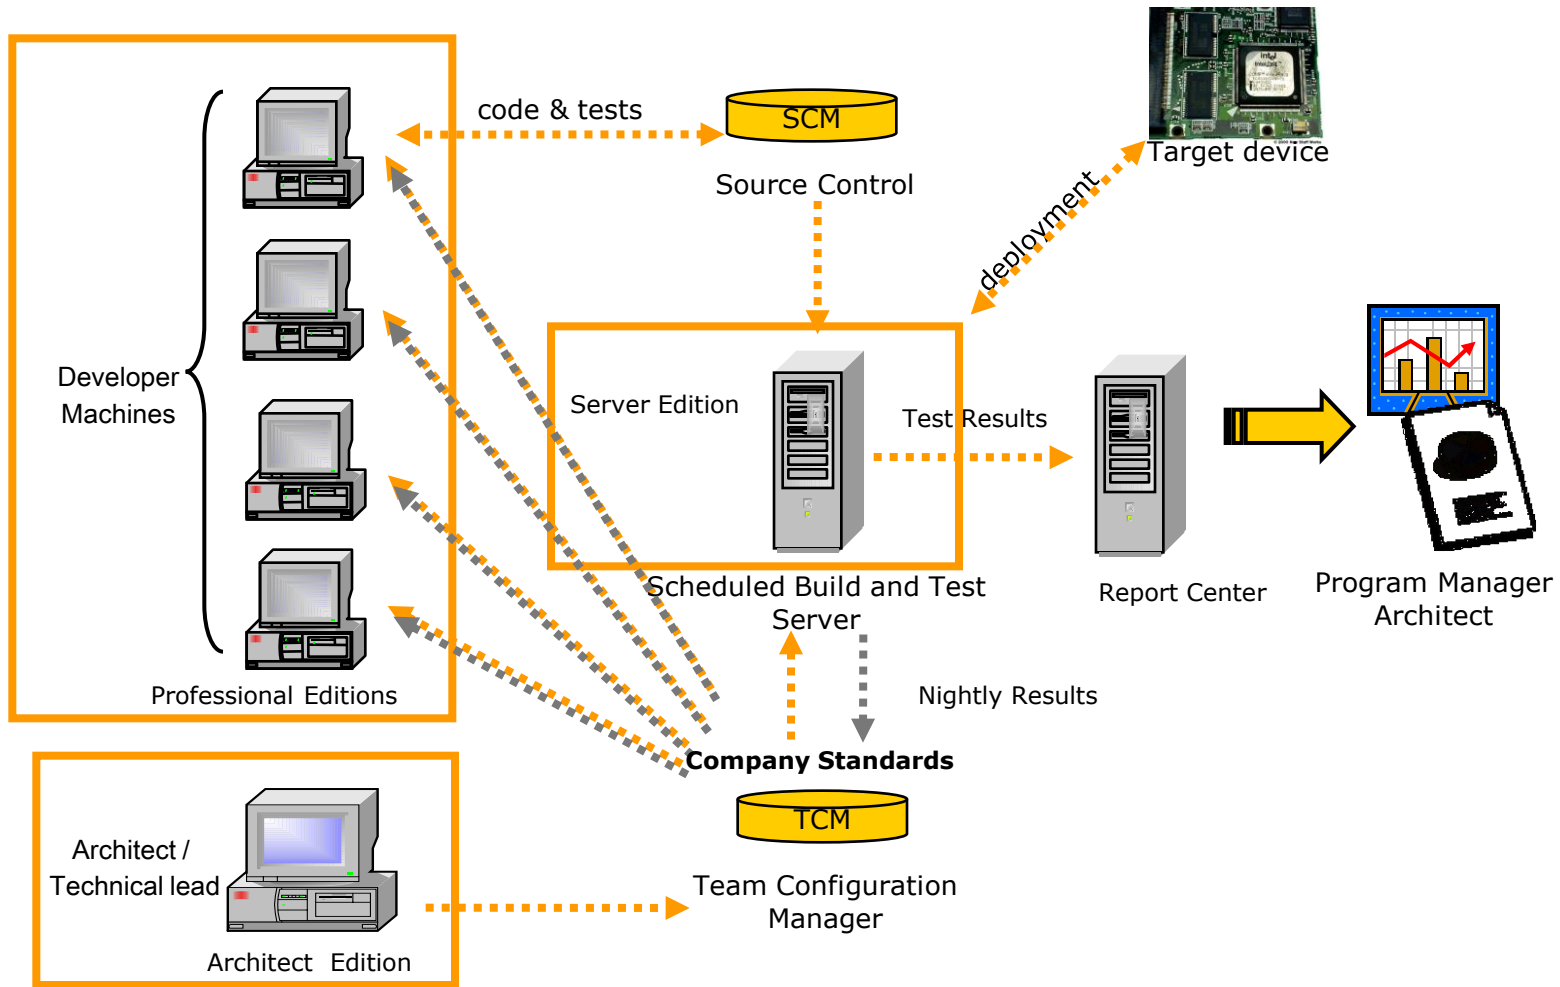 code & tests
SCM
Source Control
intel
Target device
deployment
Developer
Machines
Server Edition
Test Results
Scheduled Build and Test
Server
Report Center
Program Manager
Architect
Professional Editions
Nightly Results
Company Standards
TCM
Team Configuration
Manager
Architect /
Technical lead
Architect Edition